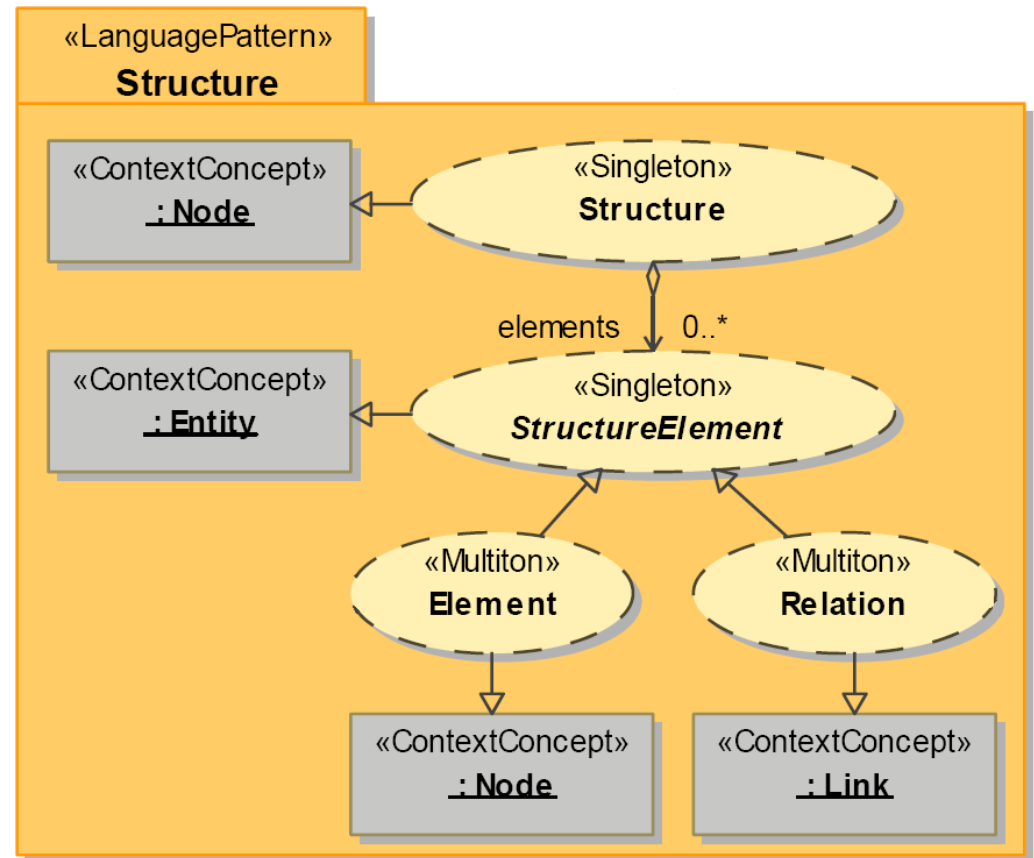 «LanguagePattern»
Structure
«ContextConcept»
: Node
«Singleton»
Structure
elements
0..*
«ContextConcept»
: Entity
«Singleton»
StructureElement
«Multiton»
Element
«Multiton»
Relation
«ContextConcept»
: Node
«ContextConcept»
: Link